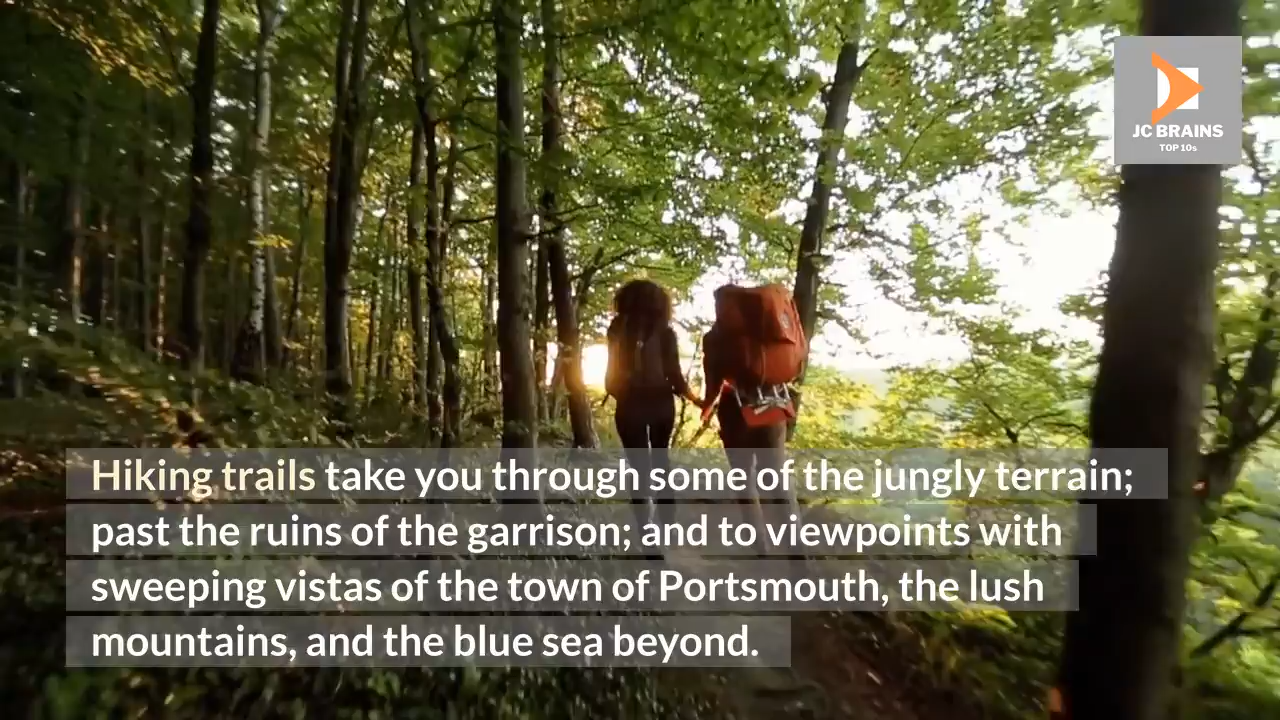 JC BRAINS
TOP 10s
Hiking trails take you through some of the jungly terrain;
past the ruins of the garrison; and to viewpoints with
sweeping vistas of the town of Portsmouth, the lush
mountains, and the blue sea beyond.